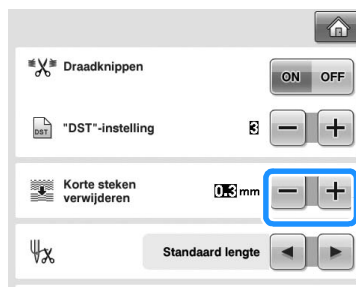 Draadknippen
ON OFF
DST
"DST"-instelling
3
Korte steken
verwijderen
0.3 mm
Standaard lengte